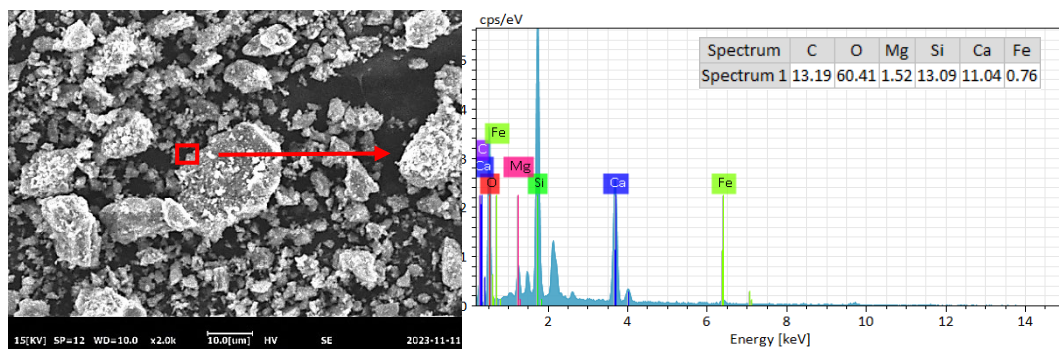 15[KV] SP=12 WD=10.0 x2.0k 10.0[um] HV SE 2023-11-11
cps/eV
Spectrum C O Mg Si Ca Fe
Spectrum 1 13.19 60.41 1.52 13.09 11.04 0.76
Fe
C
Ca
O
Mg
Si
Ca
Fe
4
3
2
1
0
2 4 6 8 10 12 14
Energy [keV]